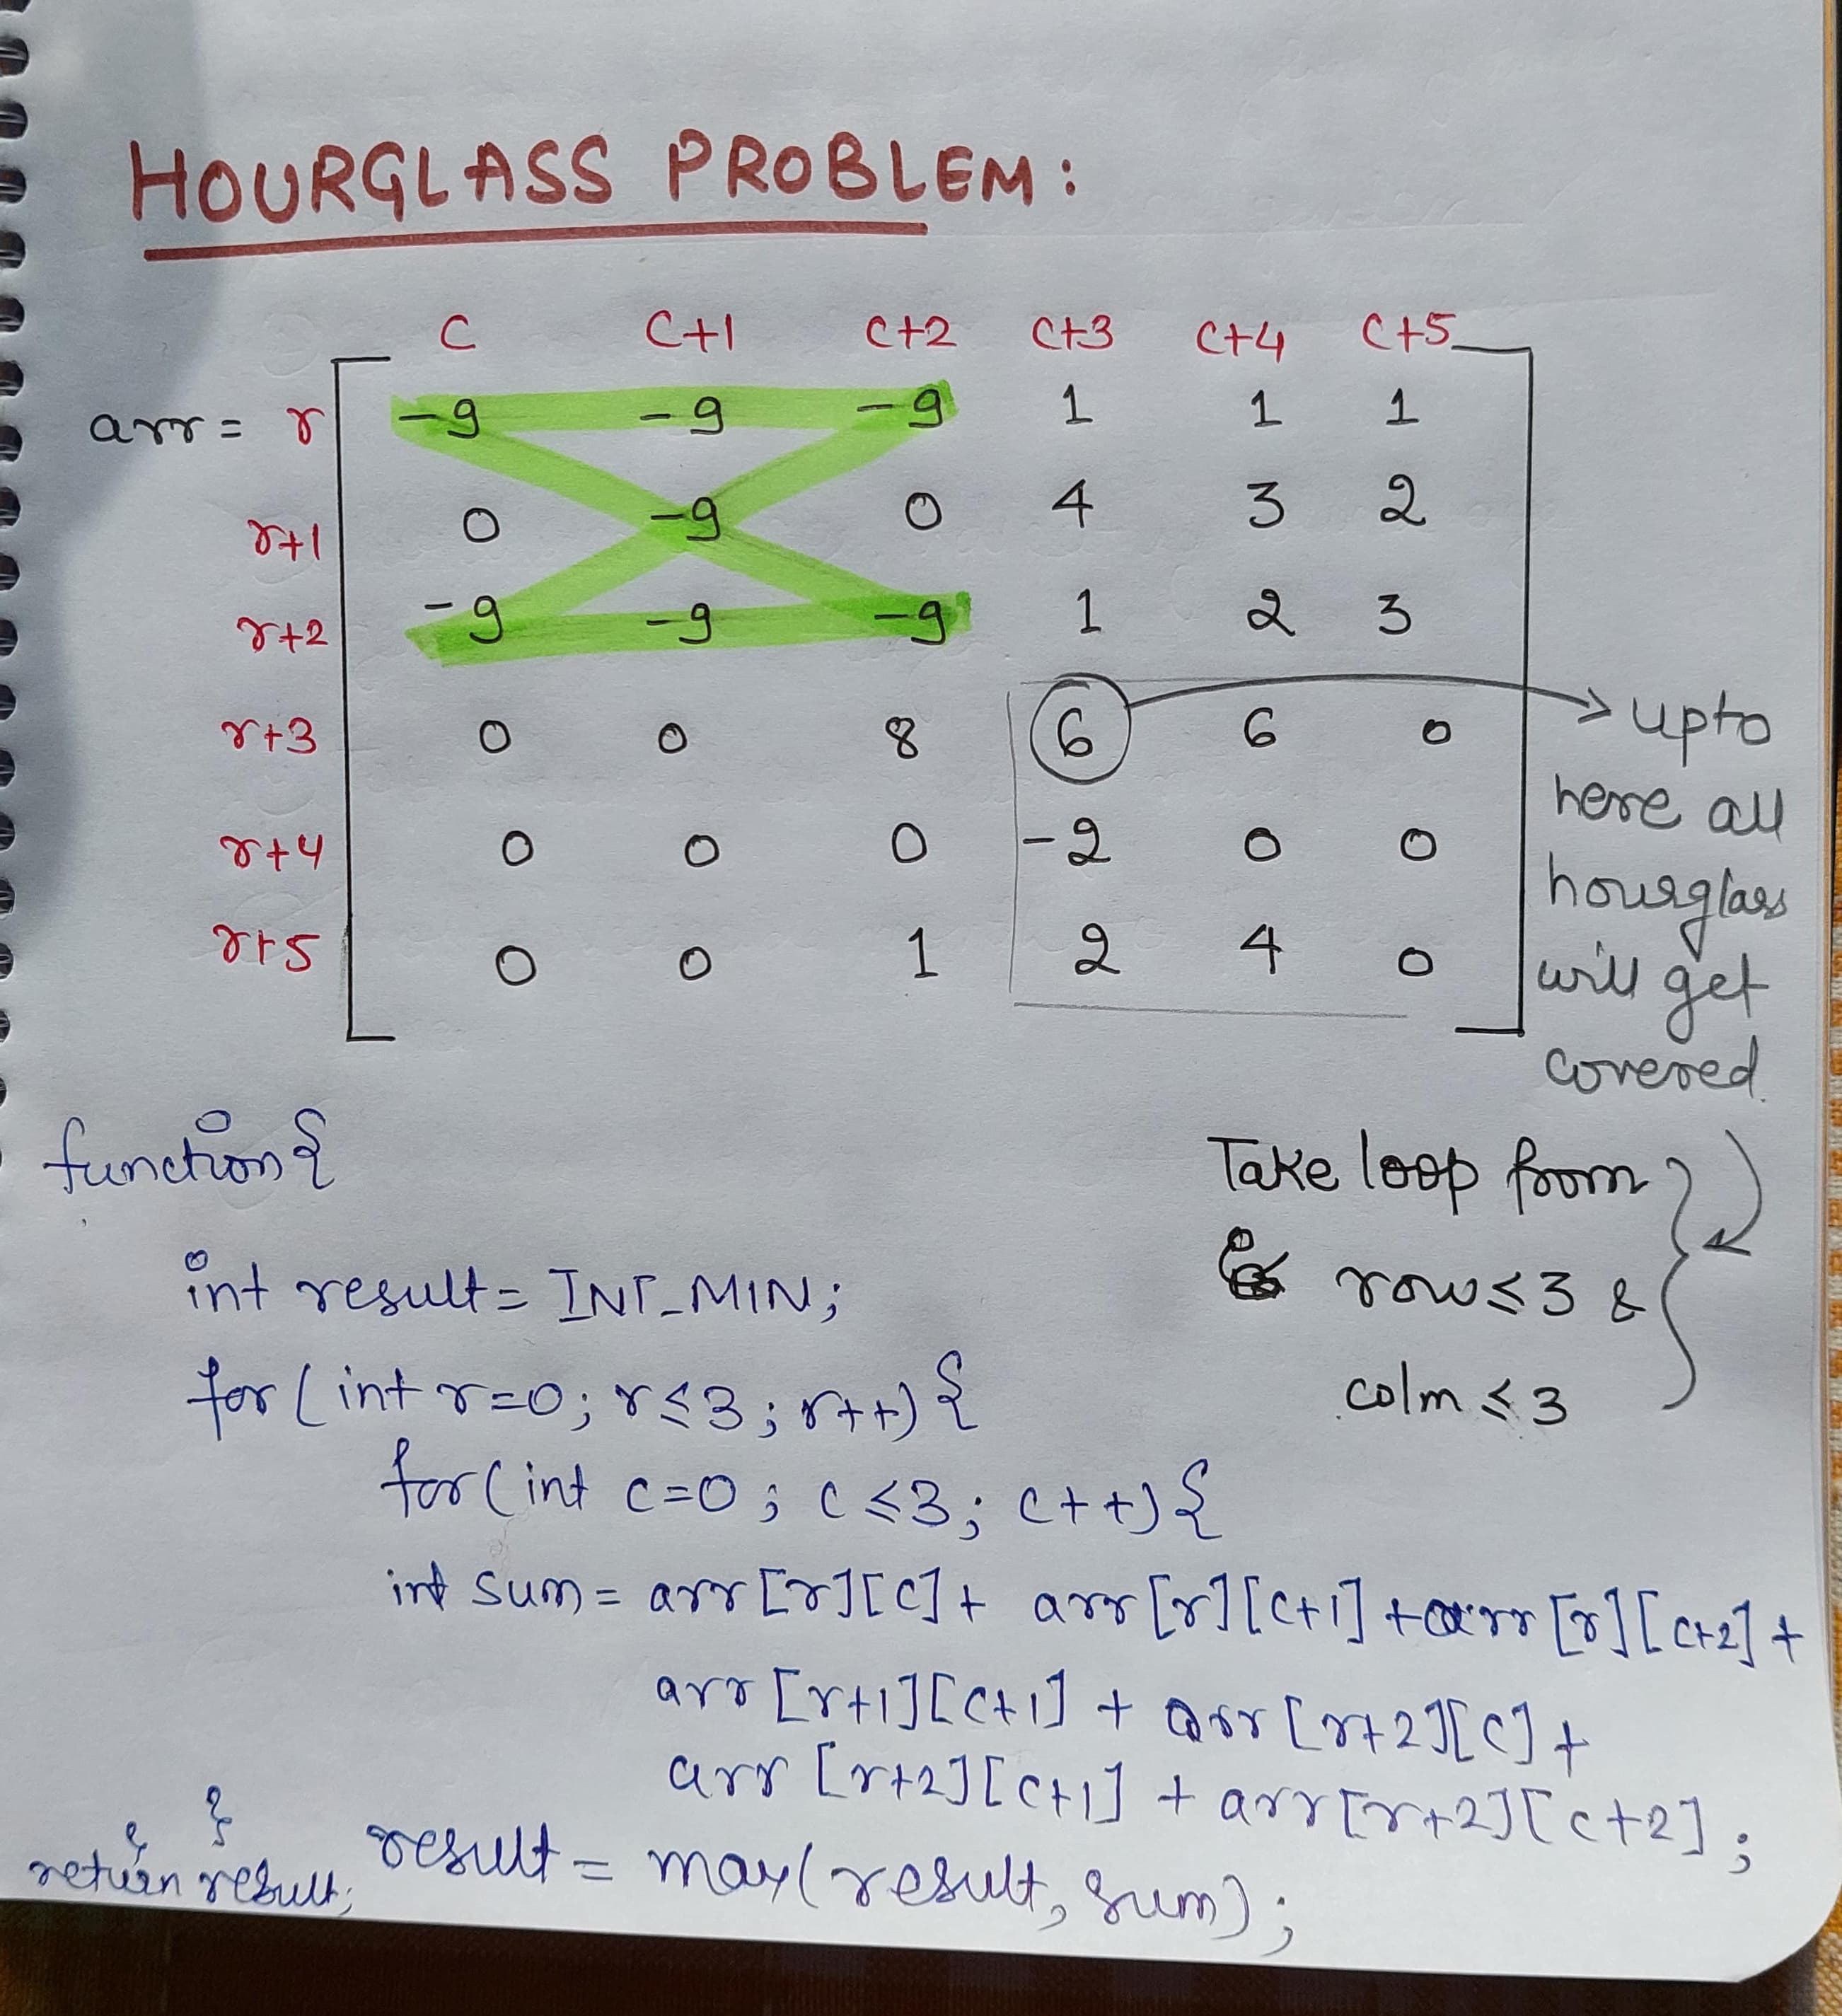 HOURGLASS PROBLEM:
C C+1 C+2 C+3 C+4 C+5
arr = r -9 -9 -9 1 1 1
r+1 0 -9 0 4 3 2
r+2 -9 -9 -9 1 2 3
r+3 0 0 8 6 6 0
r+4 0 0 0 -2 0 0
r+5 0 0 1 2 4 0
upto
here all
hourglass
will get
covered.
function{
Take loop from
row≤3 &
colm≤3
int result= INT_MIN;
for(int r=0; r≤3; r++){
for(int c=0; c≤3; c++){
int sum= arr[r][c]+ arr[r][c+1]+arr[r][c+2]+
arr[r+1][c+1] + arr[r+2][c]+
arr[r+2][c+1] + arr[r+2][c+2];
result= max(result, sum);
} }
return result;